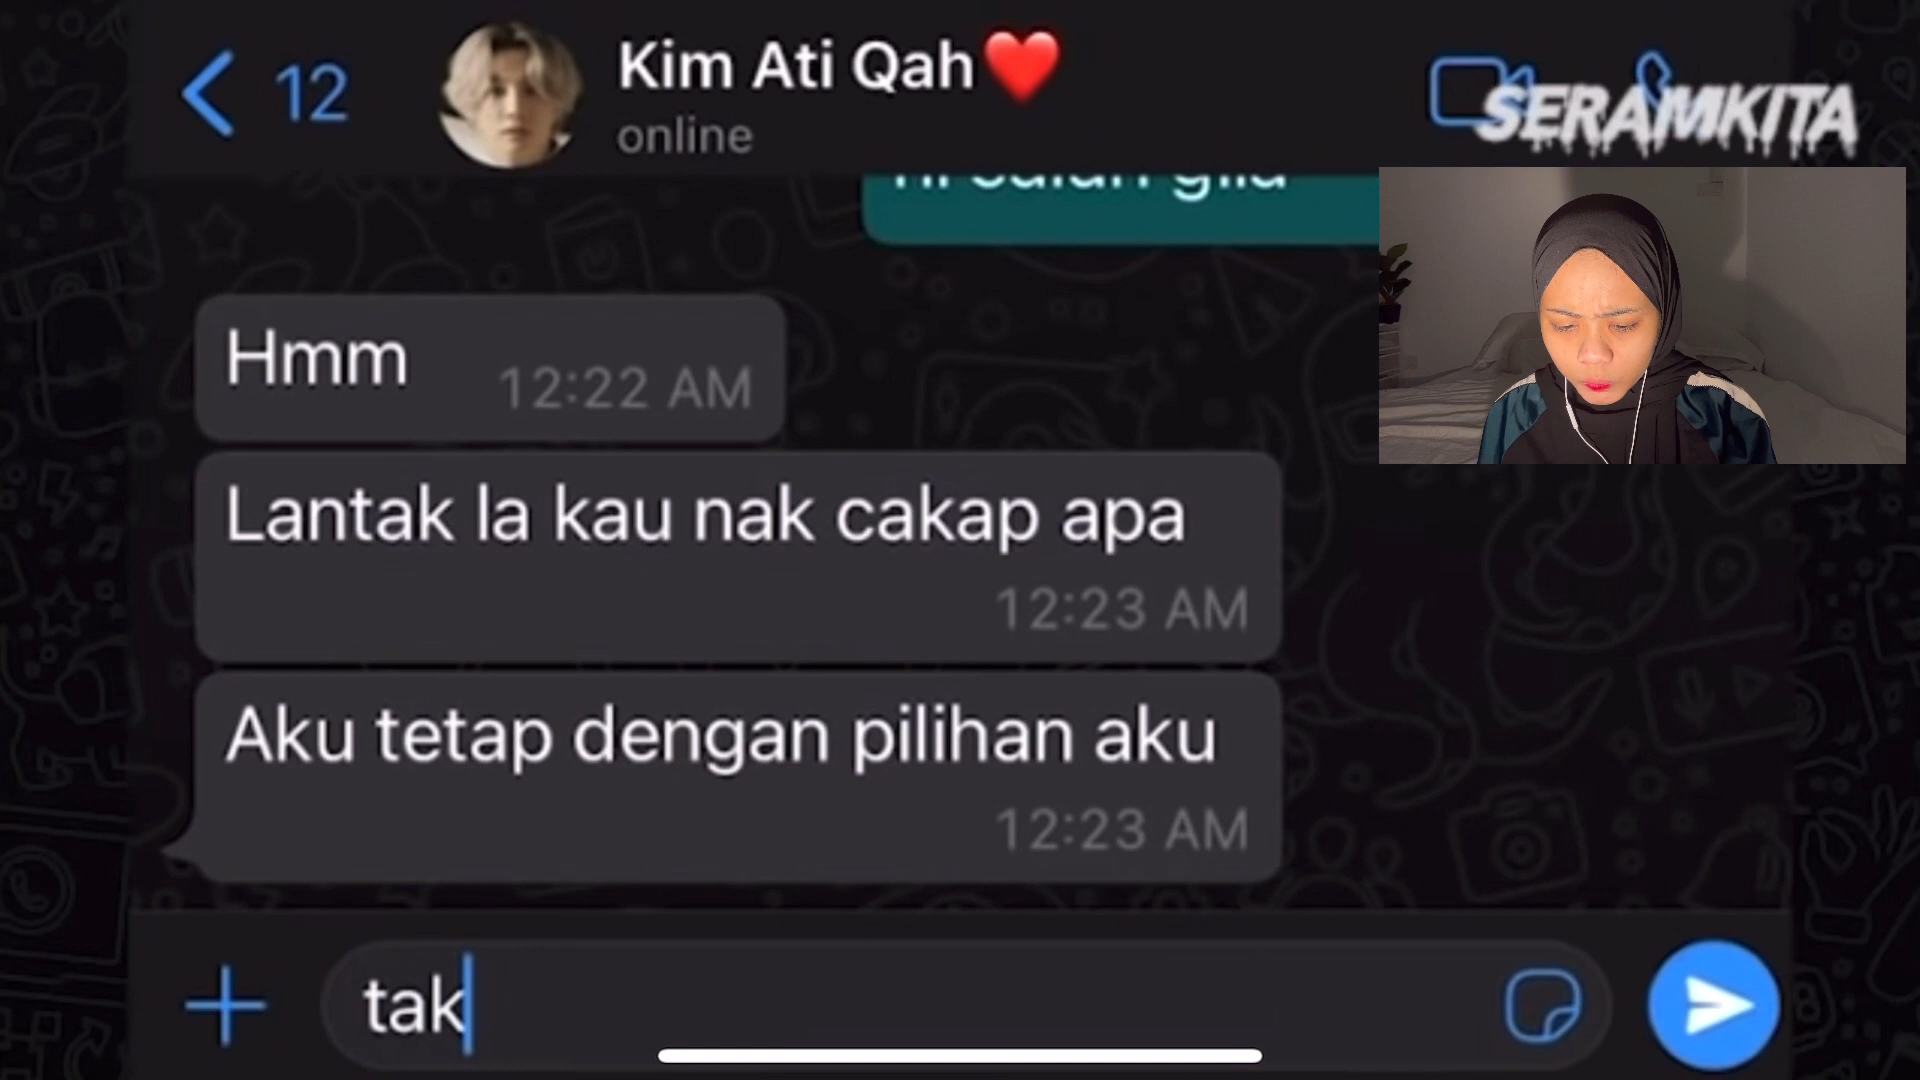 12
Kim Ati Qah❤️
online
SERAMKITA
Hmm
12:22 AM
Lantak la kau nak cakap apa
12:23 AM
Aku tetap dengan pilihan aku
12:23 AM
tak